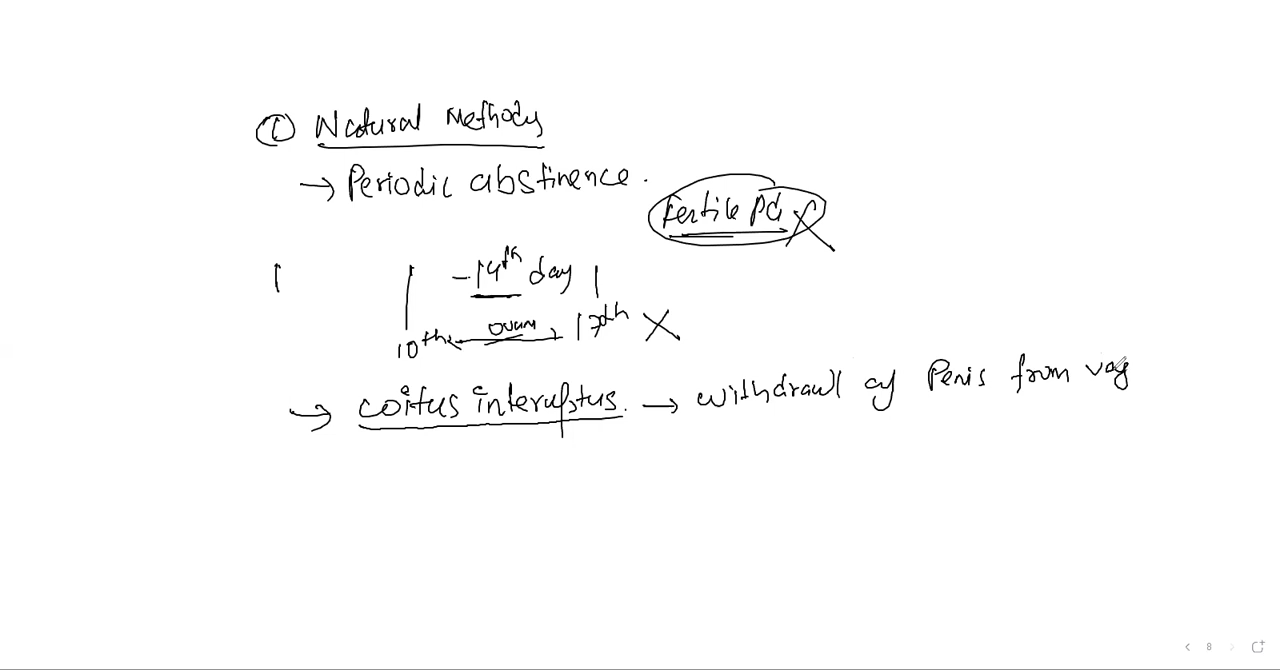 ① Natural Methods
→ Periodic abstinence.
Fertile Pd X
- 14th day
10th ovum 17th X
→ coitus interuptus. → withdrawl of Penis from vag
8